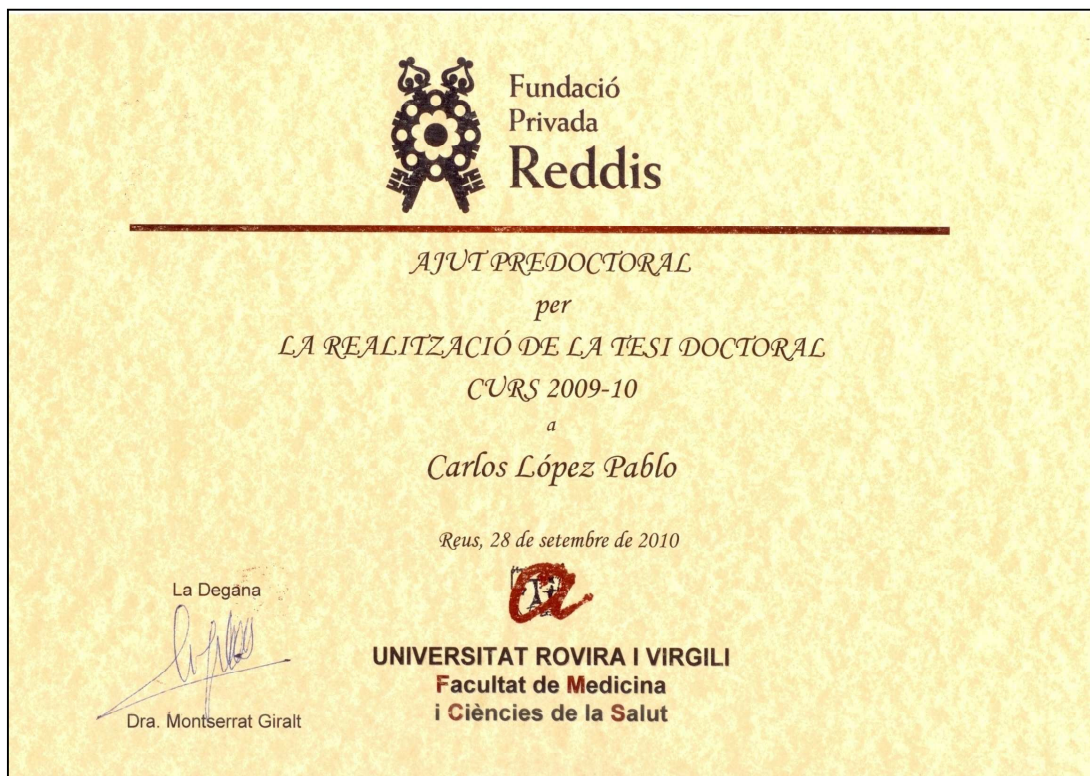 Fundació
Privada
Reddis
AJUT PREDOCTORAL
per
LA REALITZACIÓ DE LA TESI DOCTORAL
CURS 2009-10
a
Carlos López Pablo
Reus, 28 de setembre de 2010
La Degana
Dra. Montserrat Giralt
UNIVERSITAT ROVIRA I VIRGILI
Facultat de Medicina
i Ciències de la Salut